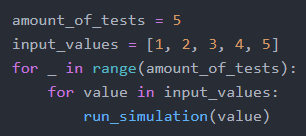 amount_of_tests = 5
input_values = [1, 2, 3, 4, 5]
for _ in range(amount_of_tests):
    for value in input_values:
        run_simulation(value)